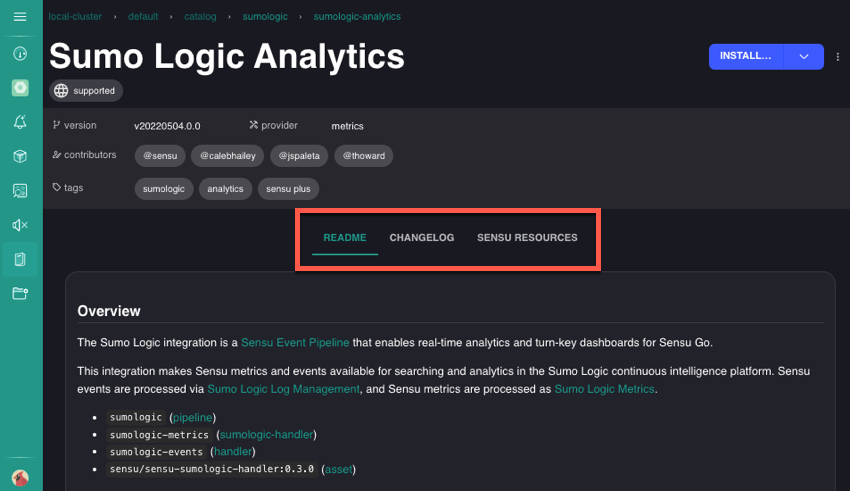 local-cluster › default › catalog › sumologic › sumologic-analytics
Sumo Logic Analytics
INSTALL...
supported
version v20220504.0.0 provider metrics
contributors @sensu @calebhailey @jspaleta @thoward
tags sumologic analytics sensu plus
README CHANGELOG SENSU RESOURCES
Overview
The Sumo Logic integration is a Sensu Event Pipeline that enables real-time analytics and turn-key dashboards for Sensu Go.
This integration makes Sensu metrics and events available for searching and analytics in the Sumo Logic continuous intelligence platform. Sensu
events are processed via Sumo Logic Log Management, and Sensu metrics are processed as Sumo Logic Metrics.
• sumologic (pipeline)
• sumologic-metrics (sumologic-handler)
• sumologic-events (handler)
• sensu/sensu-sumologic-handler:0.3.0 (asset)